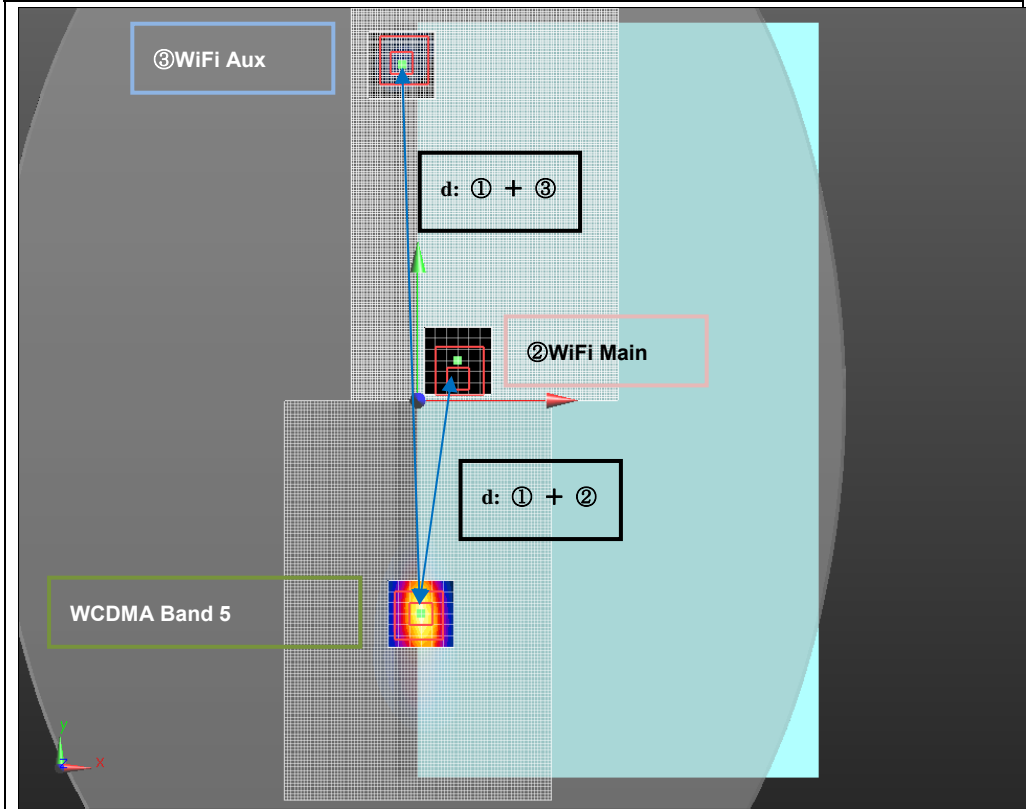 ③WiFi Aux
d: ① + ③
②WiFi Main
d: ① + ②
WCDMA Band 5
y
z
x